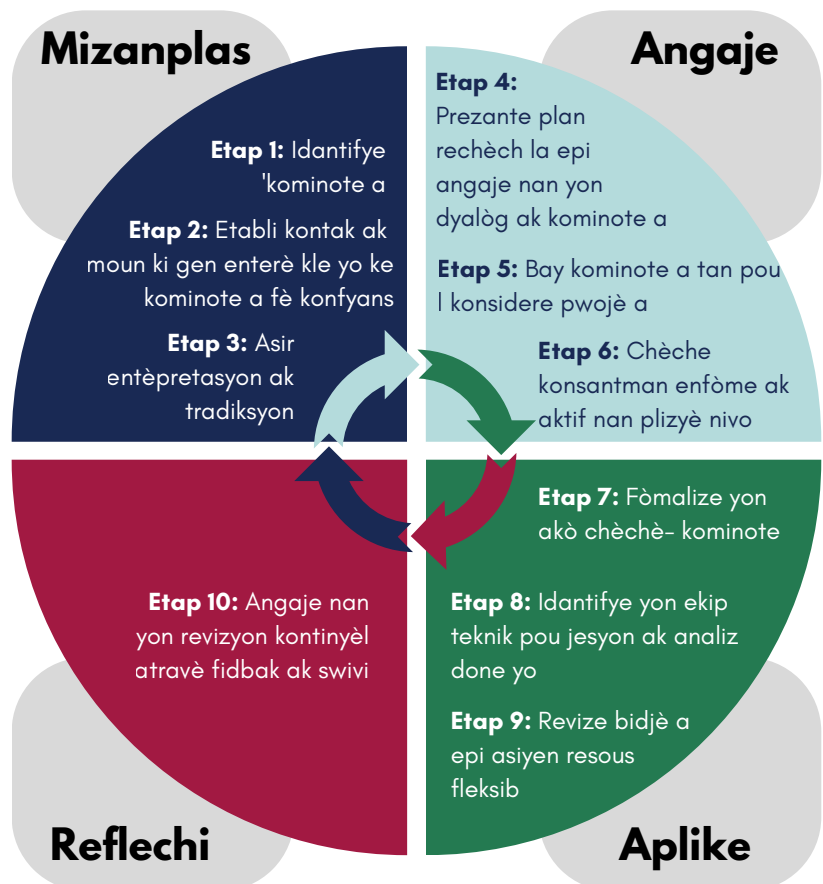 Mizanplas
Etap 1: Idantifye
'kominote a
Etap 2: Etabli kontak ak
moun ki gen enterè kle yo ke
kominote a fè konfyans
Etap 3: Asir
entèpretasyon ak
tradiksyon
Angaje
Etap 4:
Prezante plan
rechèch la epi
angaje nan yon
dyalòg ak kominote a
Etap 5: Bay kominote a tan pou
l konsidere pwojè a
Etap 6: Chèche
konsantman enfòme ak
aktif nan plizyè nivo
Etap 7: Fòmalize yon
akò chèchè- kominote
Etap 8: Idantifye yon ekip
teknik pou jesyon ak analiz
done yo
Etap 9: Revize bidjè a
epi asiyen resous
fleksib
Aplike
Etap 10: Angaje nan
yon revizyon kontinyèl
atravè fidbak ak swivi
Reflechi